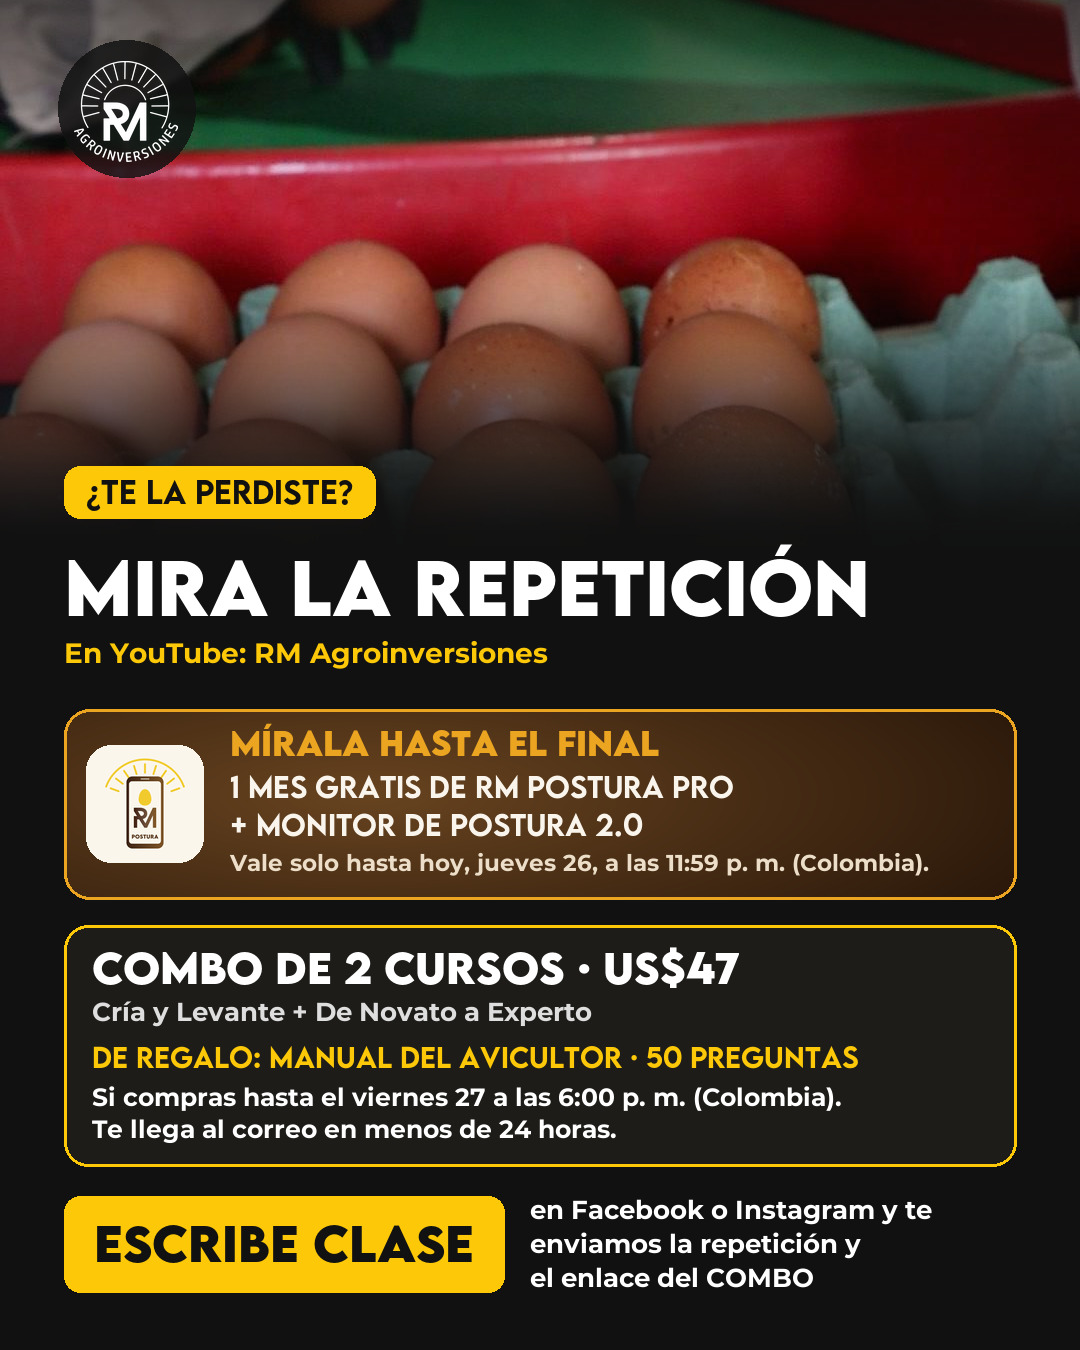 RM
AGROINVERSIONES
¿TE LA PERDISTE?
MIRA LA REPETICIÓN
En YouTube: RM Agroinversiones
RM
POSTURA
MÍRALA HASTA EL FINAL
1 MES GRATIS DE RM POSTURA PRO
+ MONITOR DE POSTURA 2.0
Vale solo hasta hoy, jueves 26, a las 11:59 p. m. (Colombia).
COMBO DE 2 CURSOS · US$47
Cría y Levante + De Novato a Experto
DE REGALO: MANUAL DEL AVICULTOR · 50 PREGUNTAS
Si compras hasta el viernes 27 a las 6:00 p. m. (Colombia).
Te llega al correo en menos de 24 horas.
ESCRIBE CLASE
en Facebook o Instagram y te
enviamos la repetición y
el enlace del COMBO